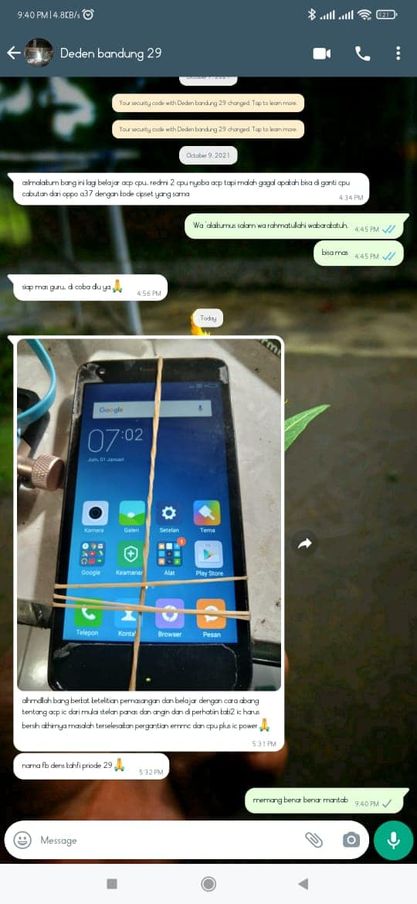 9:40 PM | 4.8KB/s
Deden bandung 29
Your security code with Deden bandung 29 changed. Tap to learn more.
Your security code with Deden bandung 29 changed. Tap to learn more.
October 9, 2021
aslmalaikum bang ini lagi belajar acp cpu.. redmi 2 cpu nyoba acp tapi malah gagal apakah bisa di ganti cpu
cabutan dari oppo a37 dengan kode cipset yang sama
4:34 PM
Wa 'alaikumus salam wa rahmatullahi wabarakatuh.
4:45 PM
bisa mas
4:45 PM
siap mas guru.. di coba dlu ya🙏
4:56 PM
Today
Google
07:02
Jum, 01 Januari
Kamera Galeri Setelan Tema
Google Keamanan Alat Play Store
1
Telepon Kontak Browser Pesan
alhmdllah bang berkat ketelitian pemasangan dan belajar dengan cara abang
tentang acp ic dari mula stelan panas dan angin dan di perhatiin kaki2 ic harus
bersih akhirnya masalah terselesaikan pergantian emmc dan cpu plus ic power🙏
5:31 PM
nama fb dens kahfi priode 29🙏
5:32 PM
memang benar benar mantab
9:40 PM
Message